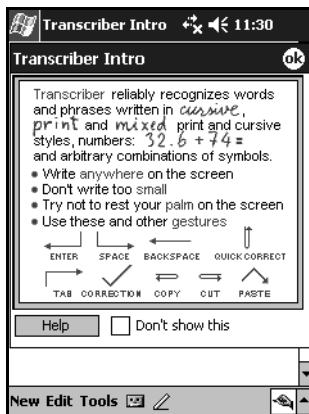 Transcriber Intro 11:30
Transcriber Intro ok
Transcriber reliably recognizes words
and phrases written in cursive,
print and mixed print and cursive
styles, numbers: 32.6 + 74 =
and arbitrary combinations of symbols.
• Write anywhere on the screen
• Don't write too small
• Try not to rest your palm on the screen
• Use these and other gestures
ENTER SPACE BACKSPACE QUICK CORRECT
TAB CORRECTION COPY CUT PASTE
Help Don't show this
New Edit Tools